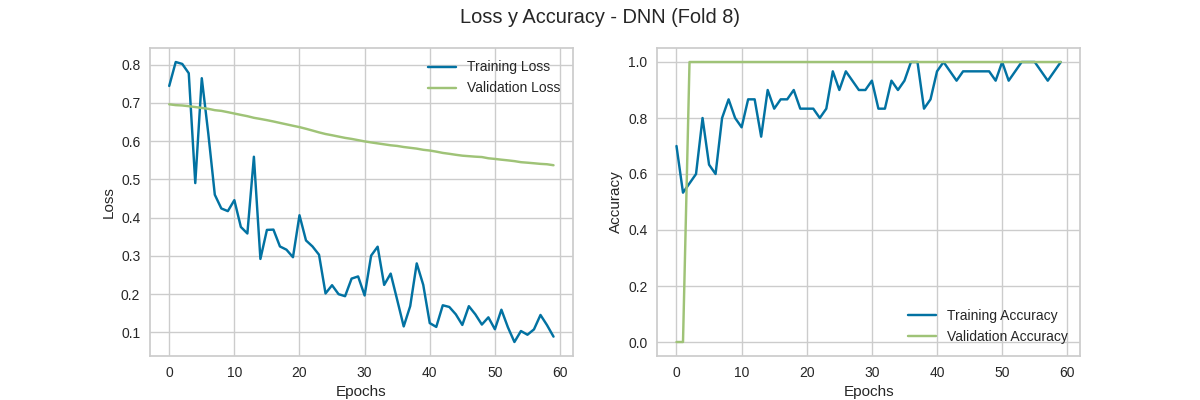 Loss y Accuracy - DNN (Fold 8)
Loss
0.8
0.7
0.6
0.5
0.4
0.3
0.2
0.1
0 10 20 30 40 50 60
Epochs
Training Loss
Validation Loss
Accuracy
1.0
0.8
0.6
0.4
0.2
0.0
0 10 20 30 40 50 60
Epochs
Training Accuracy
Validation Accuracy